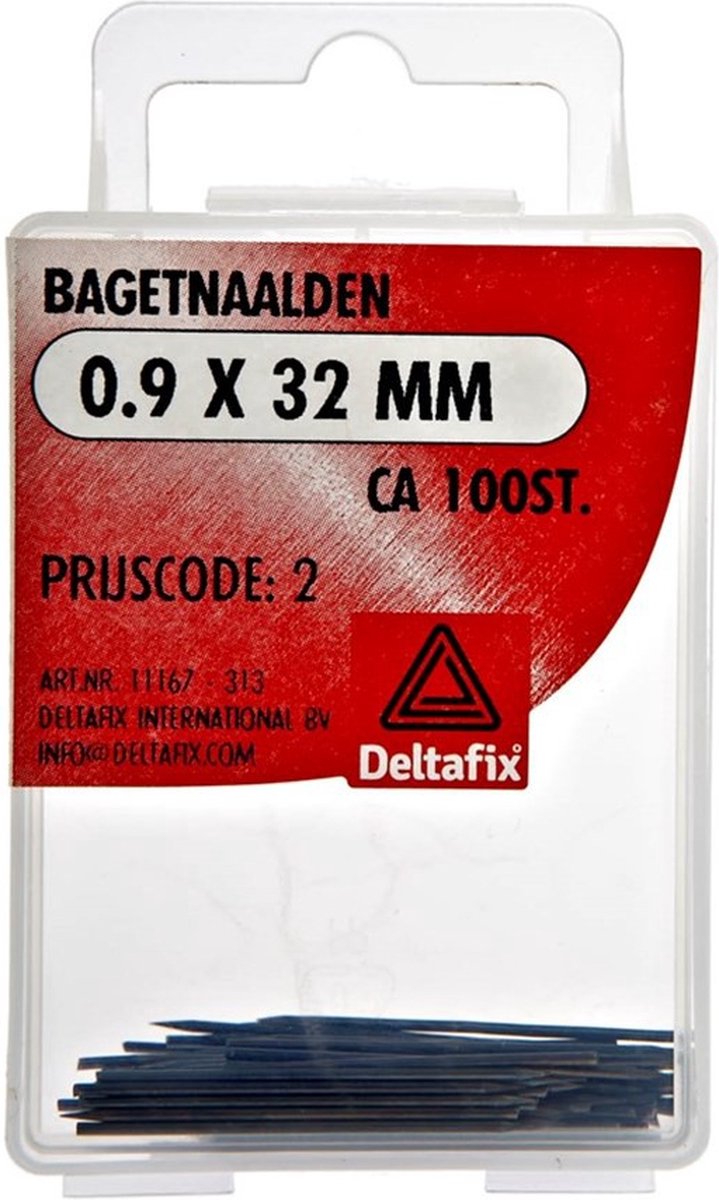 BAGETNAALDEN
0.9 X 32 MM
CA 100ST.
PRIJSCODE: 2
ART.NR. 11167 - 313
DELTAFIX INTERNATIONAL BV
INFO@DELTAFIX.COM
Deltafix®